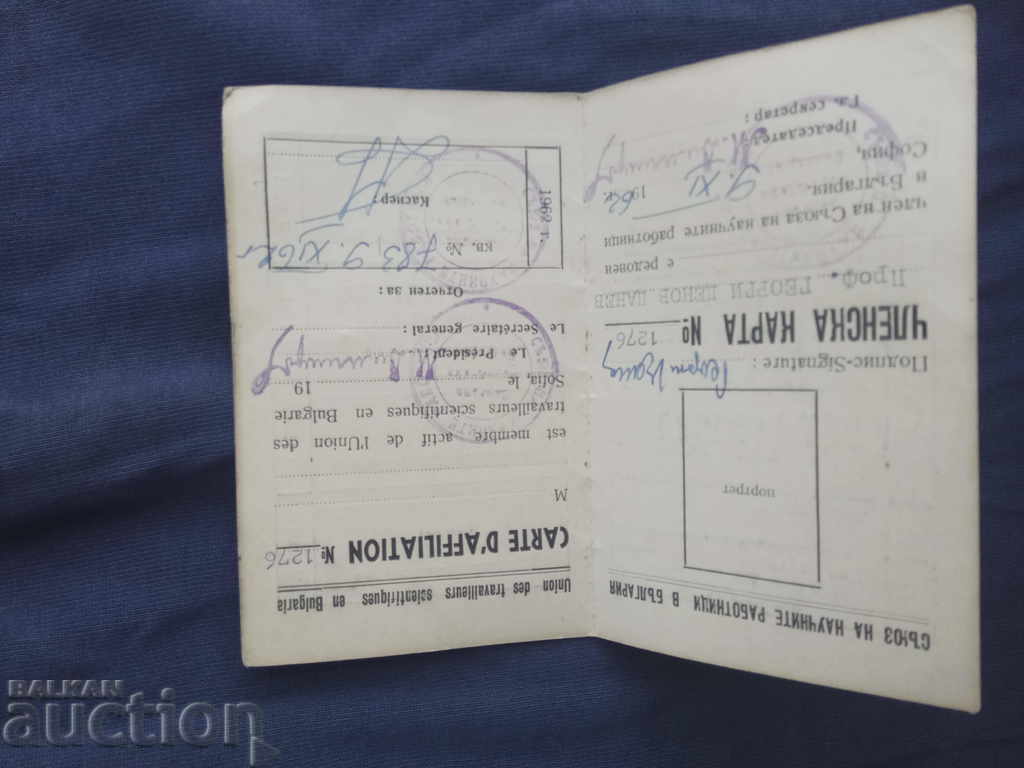 СЪЮЗ НА НАУЧНИТЕ РАБОТНИЦИ В БЪЛГАРИЯ
портрет
Подпис-Signature:
ЧЛЕНСКА КАРТА № 1276
Проф. ГЕОРГИ ЦЕНОВ ЦАНЕВ
е редовен
член на Съюза на научните работници
в България.
София, 9. XI 1962 г.
Председател:
Гл. секретар:
Union des travailleurs scientifiques en Bulgarie
CARTE D'AFFILIATION № 1276
M
est membre actif de l'Union des
travailleurs scientifiques en Bulgarie
Sofia, le 19
Le Président:
Le Secrétaire general:
Отчетен за:
1962 г.
кв. № 783 9. XI 62 г.
Касиер:
BALKAN
auction